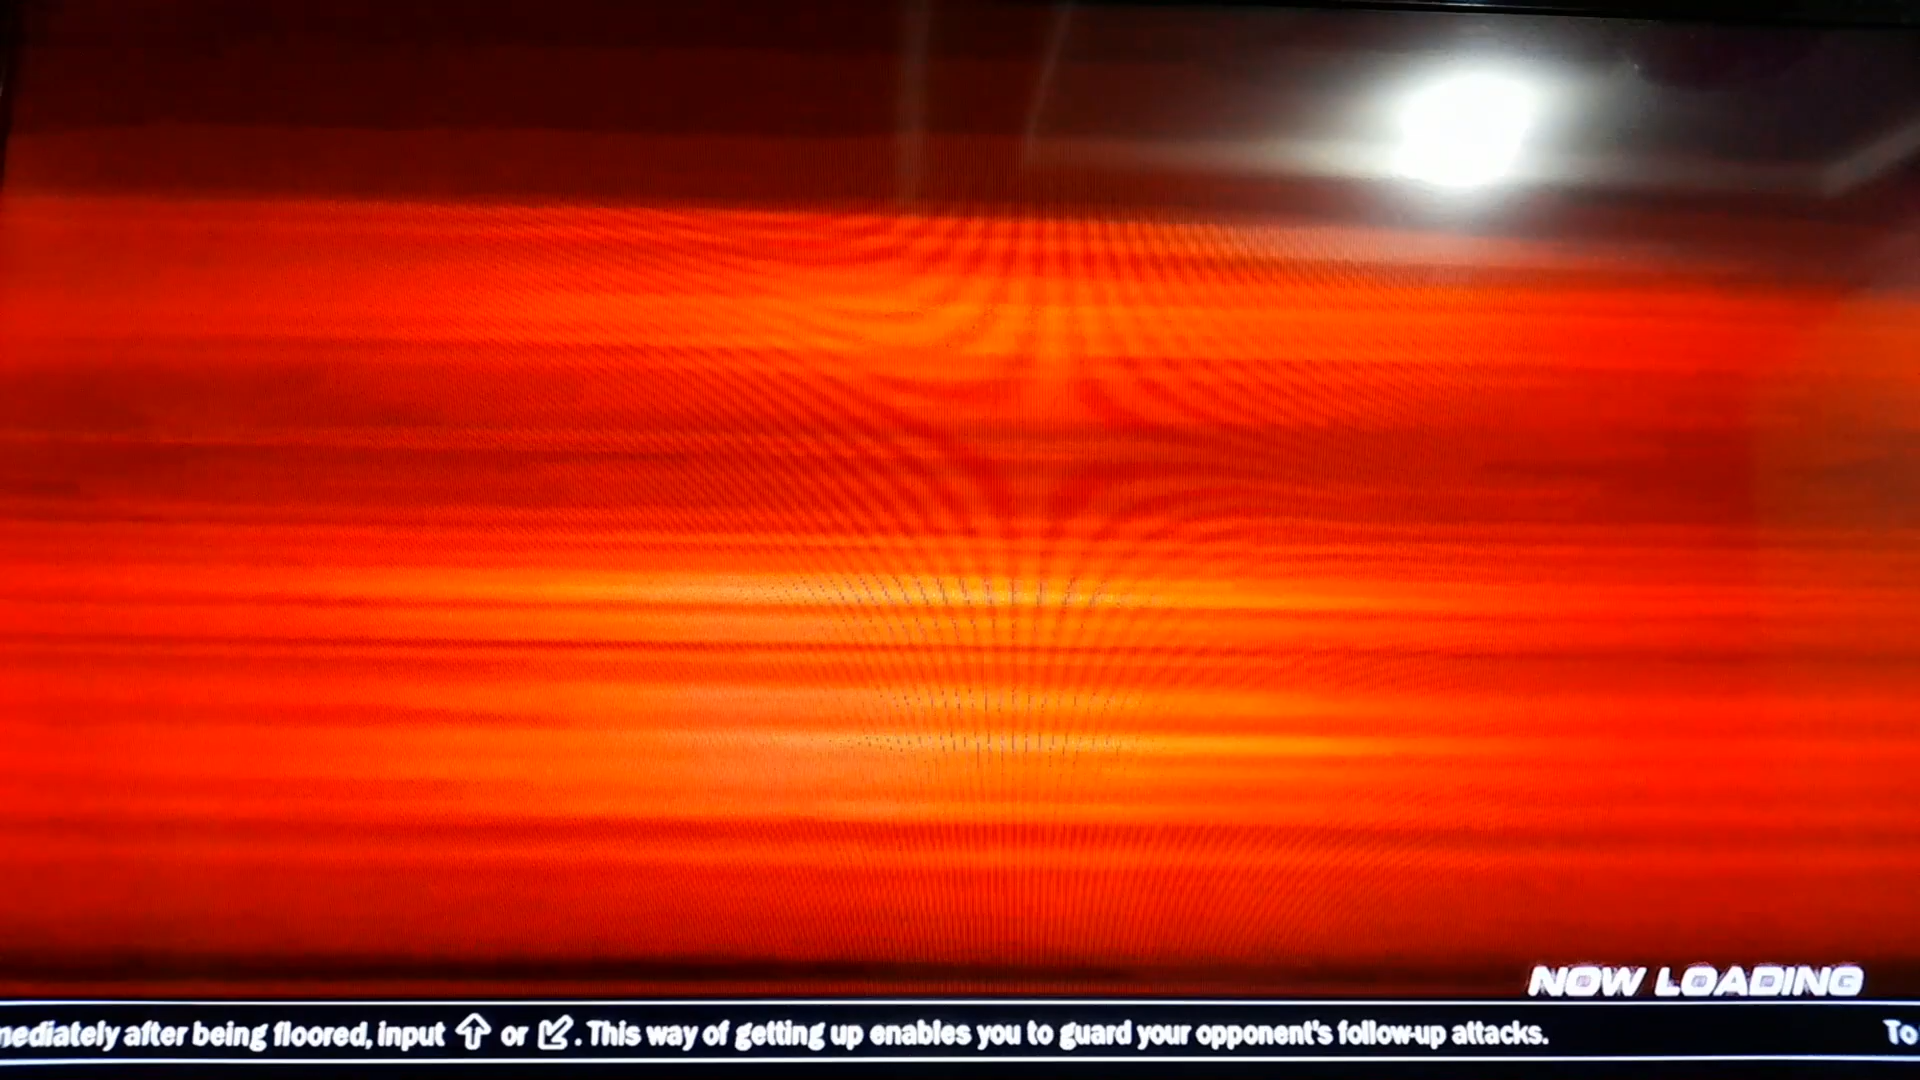 NOW LOADING
mediately after being floored, input ⇧ or ⇙. This way of getting up enables you to guard your opponent's follow-up attacks. To